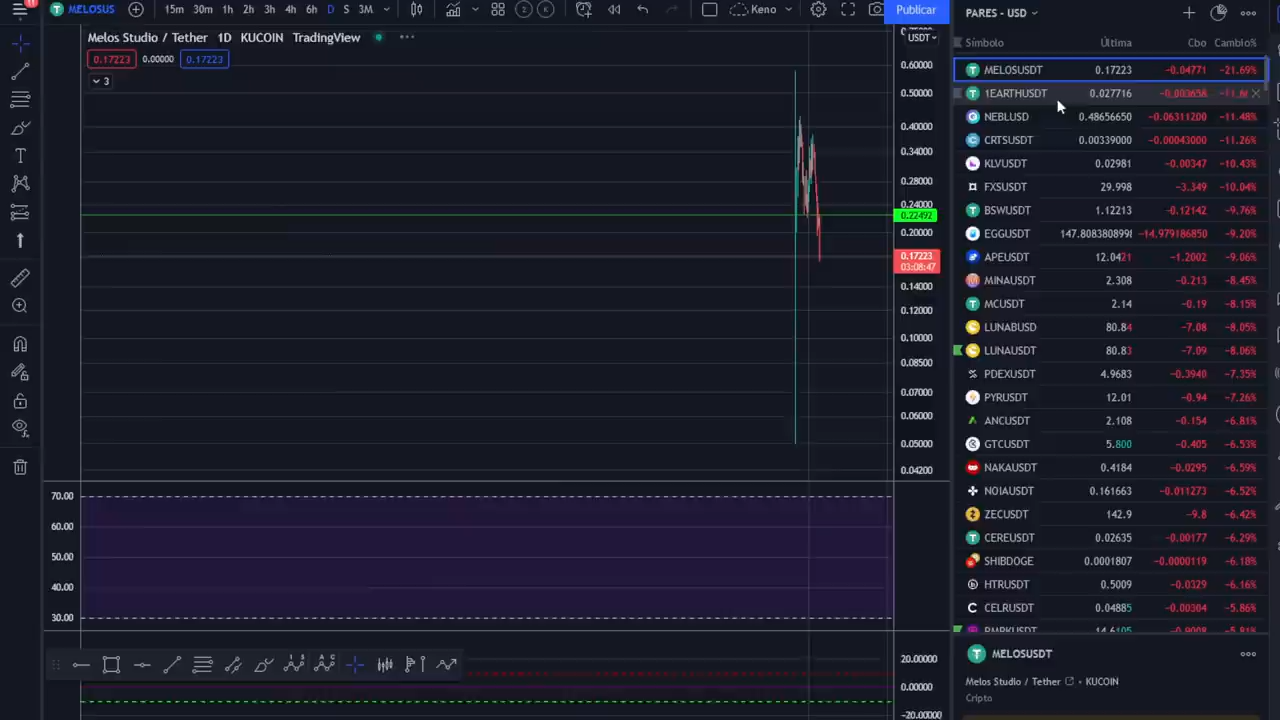 11
MELOSUS 15m 30m 1h 2h 3h 4h 6h D S 3M Keno Publicar
PARES - USD
Melos Studio / Tether 1D KUCOIN TradingView
0.17223 0.00000 0.17223
3
USDT
0.60000
0.50000
0.40000
0.34000
0.28000
0.24000
0.22492
0.20000
0.17223
03:08:47
0.14000
0.12000
0.10000
0.08500
0.07000
0.06000
0.05000
0.04200
70.00
60.00
50.00
40.00
30.00
20.00000
0.00000
-20.00000
Símbolo Última Cbo Cambio%
MELOSUSDT 0.17223 -0.04771 -21.69%
1EARTHUSDT 0.027716 -0.003658
NEBLUSD 0.48656650 -0.06311200 -11.48%
CRTSUSDT 0.00339000 -0.00043000 -11.26%
KLVUSDT 0.02981 -0.00347 -10.43%
FXSUSDT 29.998 -3.349 -10.04%
BSWUSDT 1.12213 -0.12142 -9.76%
EGGUSDT 147.808380899 -14.979186850 -9.20%
APEUSDT 12.0421 -1.2002 -9.06%
MINAUSDT 2.308 -0.213 -8.45%
MCUSDT 2.14 -0.19 -8.15%
LUNABUSD 80.84 -7.08 -8.05%
LUNAUSDT 80.83 -7.09 -8.06%
PDEXUSDT 4.9683 -0.3940 -7.35%
PYRUSDT 12.01 -0.94 -7.26%
ANCUSDT 2.108 -0.154 -6.81%
GTCUSDT 5.800 -0.405 -6.53%
NAKAUSDT 0.4184 -0.0295 -6.59%
NOIAUSDT 0.161663 -0.011273 -6.52%
ZECUSDT 142.9 -9.8 -6.42%
CEREUSDT 0.02635 -0.00177 -6.29%
SHIBDOGE 0.0001807 -0.0000119 -6.18%
HTRUSDT 0.5009 -0.0329 -6.16%
CELRUSDT 0.04885 -0.00304 -5.86%
MELOSUSDT
Melos Studio / Tether • KUCOIN
Cripto